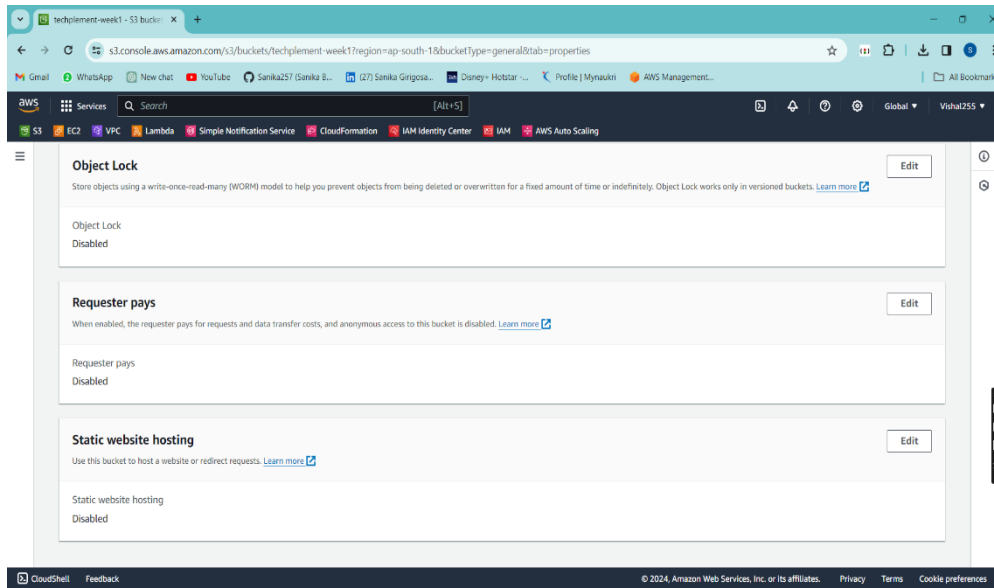 techplement-week1 - S3 bucket
s3.console.aws.amazon.com/s3/buckets/techplement-week1?region=ap-south-1&bucketType=general&tab=properties
Gmail WhatsApp New chat YouTube Sanika257 (Sanika B... (27) Sanika Girigosa... Disney+ Hotstar -... Profile | Mynaukri AWS Management... All Bookmark
aws Services Search [Alt+S] Global Vishal255
S3 EC2 VPC Lambda Simple Notification Service CloudFormation IAM Identity Center IAM AWS Auto Scaling
Object Lock Edit
Store objects using a write-once-read-many (WORM) model to help you prevent objects from being deleted or overwritten for a fixed amount of time or indefinitely. Object Lock works only in versioned buckets. Learn more
Object Lock
Disabled
Requester pays Edit
When enabled, the requester pays for requests and data transfer costs, and anonymous access to this bucket is disabled. Learn more
Requester pays
Disabled
Static website hosting Edit
Use this bucket to host a website or redirect requests. Learn more
Static website hosting
Disabled
CloudShell Feedback © 2024, Amazon Web Services, Inc. or its affiliates. Privacy Terms Cookie preferences